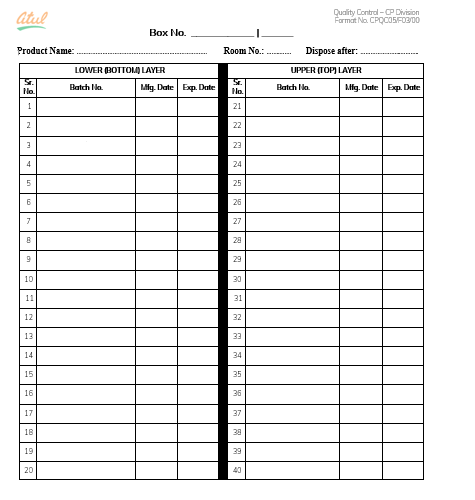 Atul
Quality Control – CP Division
Format No. CPQC05/F03/00
Box No. ____________ | ______
Product Name: ............................................................ Room No.: ........... Dispose after: ...........................
LOWER (BOTTOM) LAYER UPPER (TOP) LAYER
Sr. No. Batch No. Mfg. Date Exp. Date Sr. No. Batch No. Mfg. Date Exp. Date
1 21
2 22
3 23
4 24
5 25
6 26
7 27
8 28
9 29
10 30
11 31
12 32
13 33
14 34
15 35
16 36
17 37
18 38
19 39
20 40